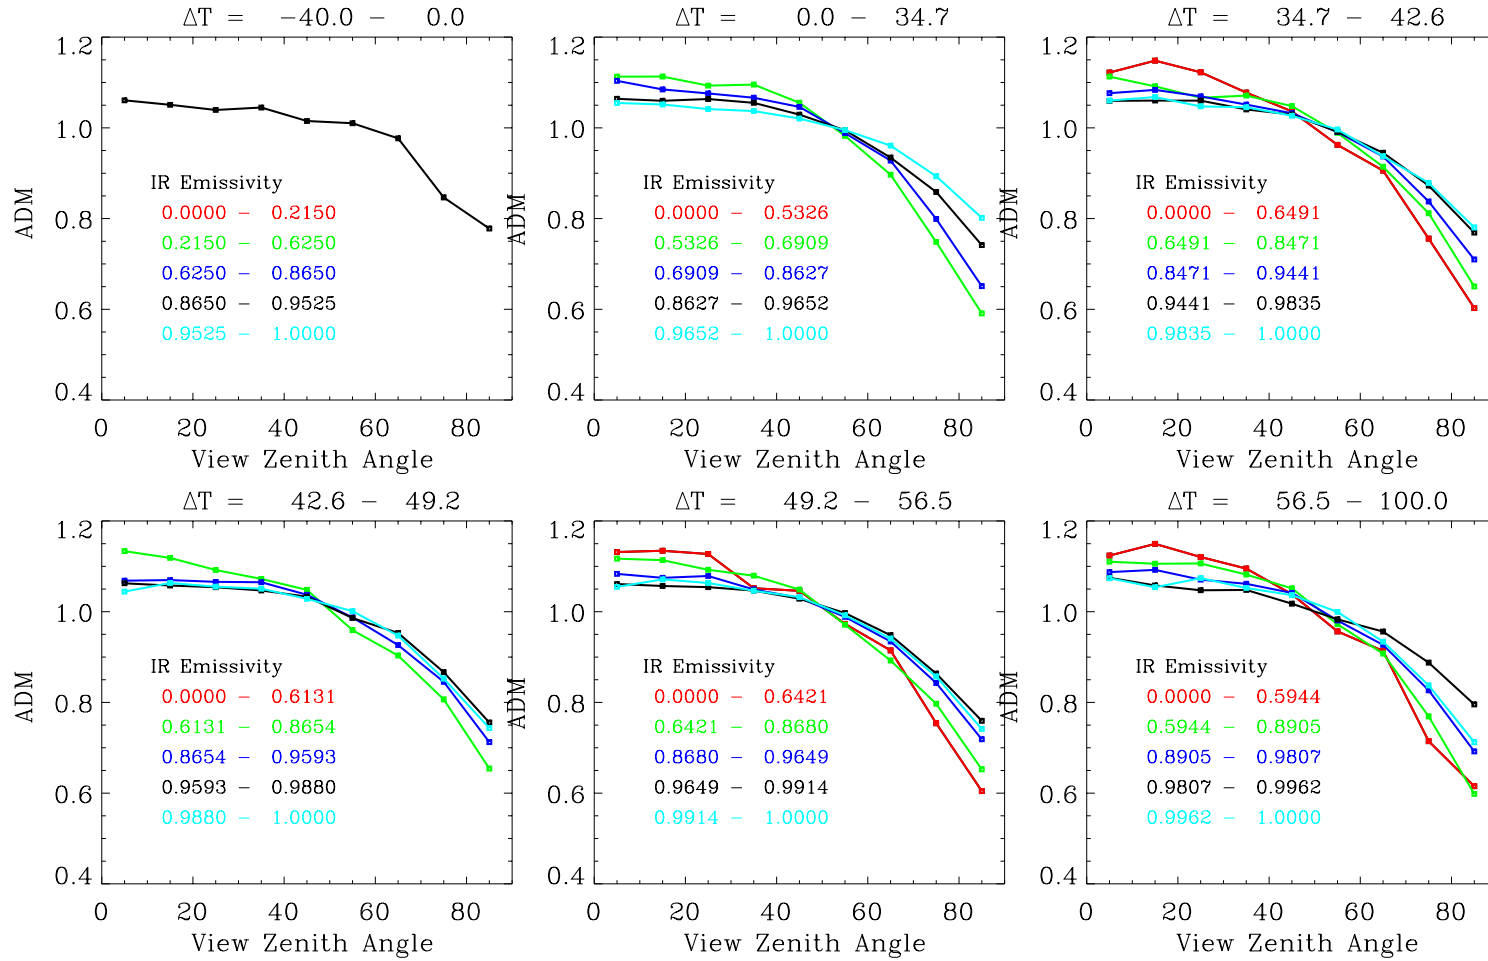 ΔT = −40.0 − 0.0
1.2
1.0
0.8
0.6
0.4
ADM
IR Emissivity
0.0000 − 0.2150
0.2150 − 0.6250
0.6250 − 0.8650
0.8650 − 0.9525
0.9525 − 1.0000
0 20 40 60 80
View Zenith Angle
ΔT = 0.0 − 34.7
1.2
1.0
0.8
0.6
0.4
ADM
IR Emissivity
0.0000 − 0.5326
0.5326 − 0.6909
0.6909 − 0.8627
0.8627 − 0.9652
0.9652 − 1.0000
0 20 40 60 80
View Zenith Angle
ΔT = 34.7 − 42.6
1.2
1.0
0.8
0.6
0.4
ADM
IR Emissivity
0.0000 − 0.6491
0.6491 − 0.8471
0.8471 − 0.9441
0.9441 − 0.9835
0.9835 − 1.0000
0 20 40 60 80
View Zenith Angle
ΔT = 42.6 − 49.2
1.2
1.0
0.8
0.6
0.4
ADM
IR Emissivity
0.0000 − 0.6131
0.6131 − 0.8654
0.8654 − 0.9593
0.9593 − 0.9880
0.9880 − 1.0000
0 20 40 60 80
View Zenith Angle
ΔT = 49.2 − 56.5
1.2
1.0
0.8
0.6
0.4
ADM
IR Emissivity
0.0000 − 0.6421
0.6421 − 0.8680
0.8680 − 0.9649
0.9649 − 0.9914
0.9914 − 1.0000
0 20 40 60 80
View Zenith Angle
ΔT = 56.5 − 100.0
1.2
1.0
0.8
0.6
0.4
ADM
IR Emissivity
0.0000 − 0.5944
0.5944 − 0.8905
0.8905 − 0.9807
0.9807 − 0.9962
0.9962 − 1.0000
0 20 40 60 80
View Zenith Angle